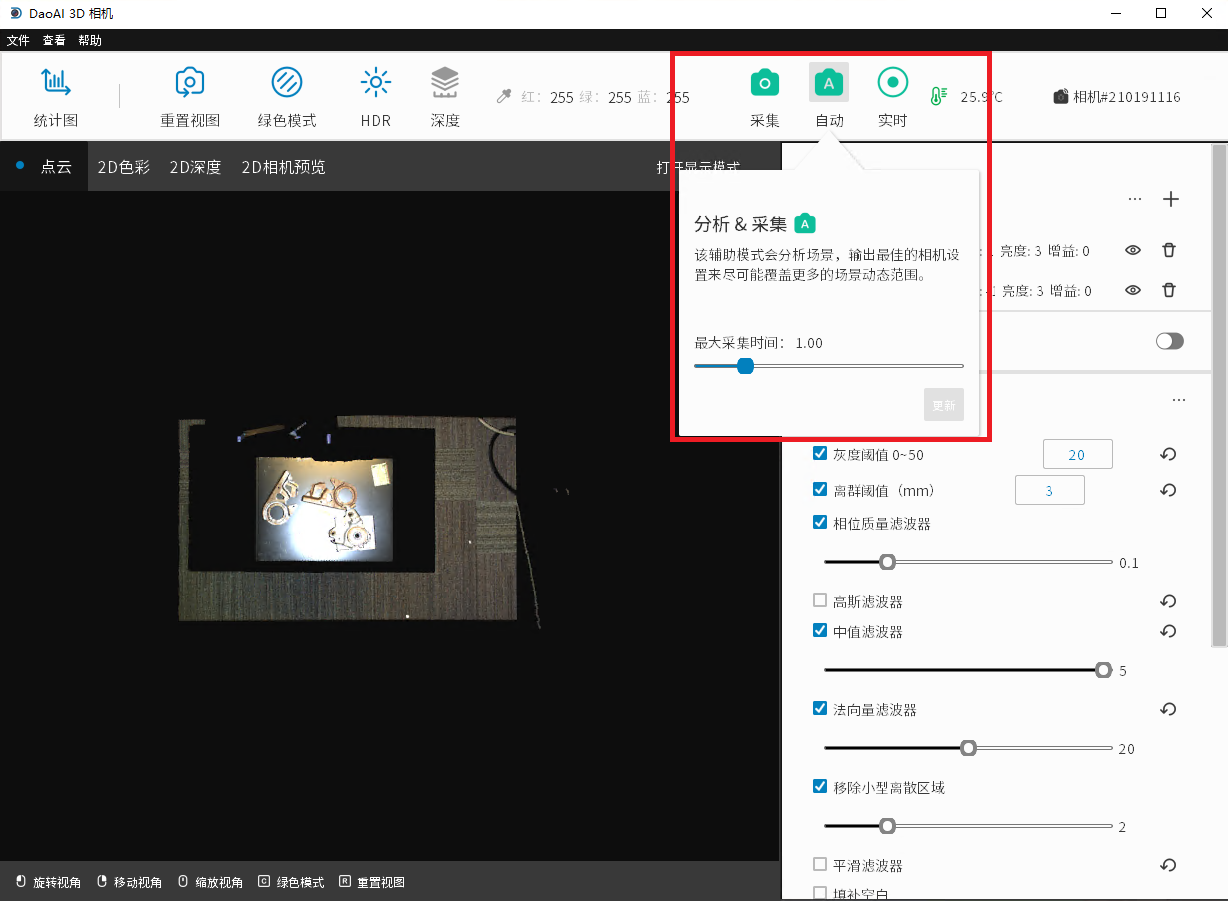 DaoAI 3D 相机
文件 查看 帮助
统计图 重置视图 绿色模式 HDR 深度 红: 255 绿: 255 蓝: 255 采集 自动 实时 25.9°C 相机#210191116
点云 2D色彩 2D深度 2D相机预览 打开显示模式
分析 & 采集 A
该辅助模式会分析场景，输出最佳的相机设
置来尽可能覆盖更多的场景动态范围。
亮度: 3 增益: 0
亮度: 3 增益: 0
最大采集时间: 1.00
更新
灰度阈值 0~50 20
离群阈值（mm） 3
相位质量滤波器
0.1
高斯滤波器
中值滤波器
5
法向量滤波器
20
移除小型离散区域
2
平滑滤波器
填补空白
旋转视角 移动视角 缩放视角 C 绿色模式 R 重置视图